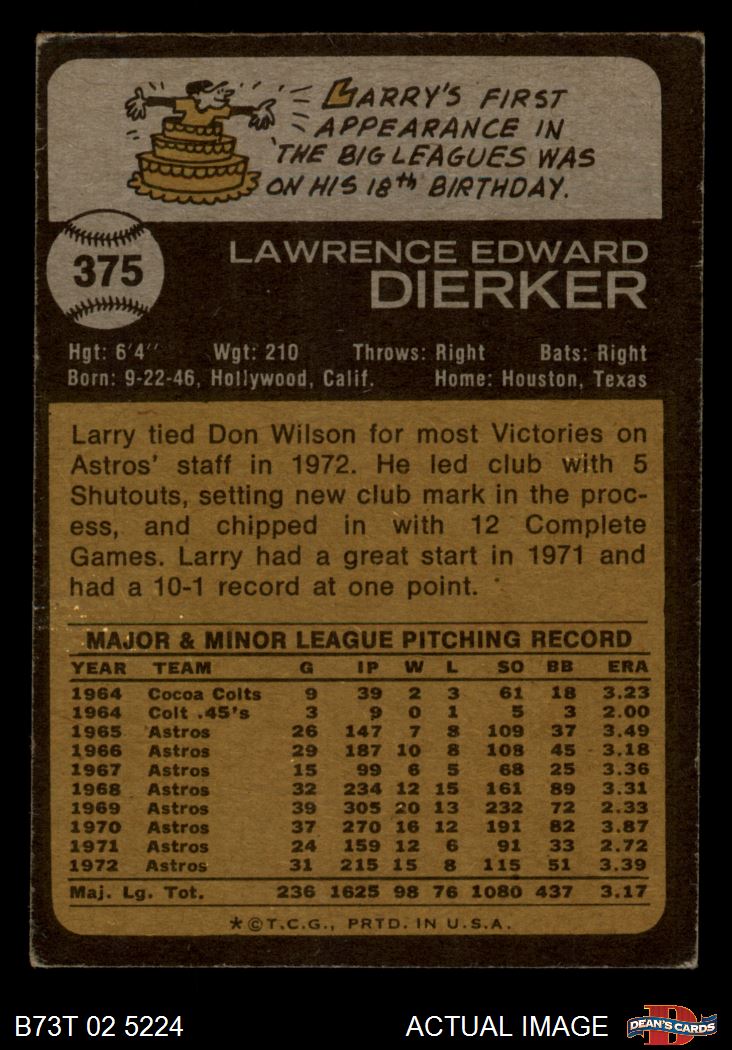 LARRY'S FIRST
APPEARANCE IN
THE BIG LEAGUES WAS
ON HIS 18th BIRTHDAY.
375
LAWRENCE EDWARD
DIERKER
Hgt: 6'4" Wgt: 210 Throws: Right Bats: Right
Born: 9-22-46, Hollywood, Calif. Home: Houston, Texas
Larry tied Don Wilson for most Victories on
Astros' staff in 1972. He led club with 5
Shutouts, setting new club mark in the proc-
ess, and chipped in with 12 Complete
Games. Larry had a great start in 1971 and
had a 10-1 record at one point.
MAJOR & MINOR LEAGUE PITCHING RECORD
YEAR TEAM G IP W L SO BB ERA
1964 Cocoa Colts 9 39 2 3 61 18 3.23
1964 Colt .45's 3 9 0 1 5 3 2.00
1965 Astros 26 147 7 8 109 37 3.49
1966 Astros 29 187 10 8 108 45 3.18
1967 Astros 15 99 6 5 68 25 3.36
1968 Astros 32 234 12 15 161 89 3.31
1969 Astros 39 305 20 13 232 72 2.33
1970 Astros 37 270 16 12 191 82 3.87
1971 Astros 24 159 12 6 91 33 2.72
1972 Astros 31 215 15 8 115 51 3.39
Maj. Lg. Tot. 236 1625 98 76 1080 437 3.17
*©T.C.G., PRTD. IN U.S.A.
B73T 02 5224 ACTUAL IMAGE DEAN'S CARDS